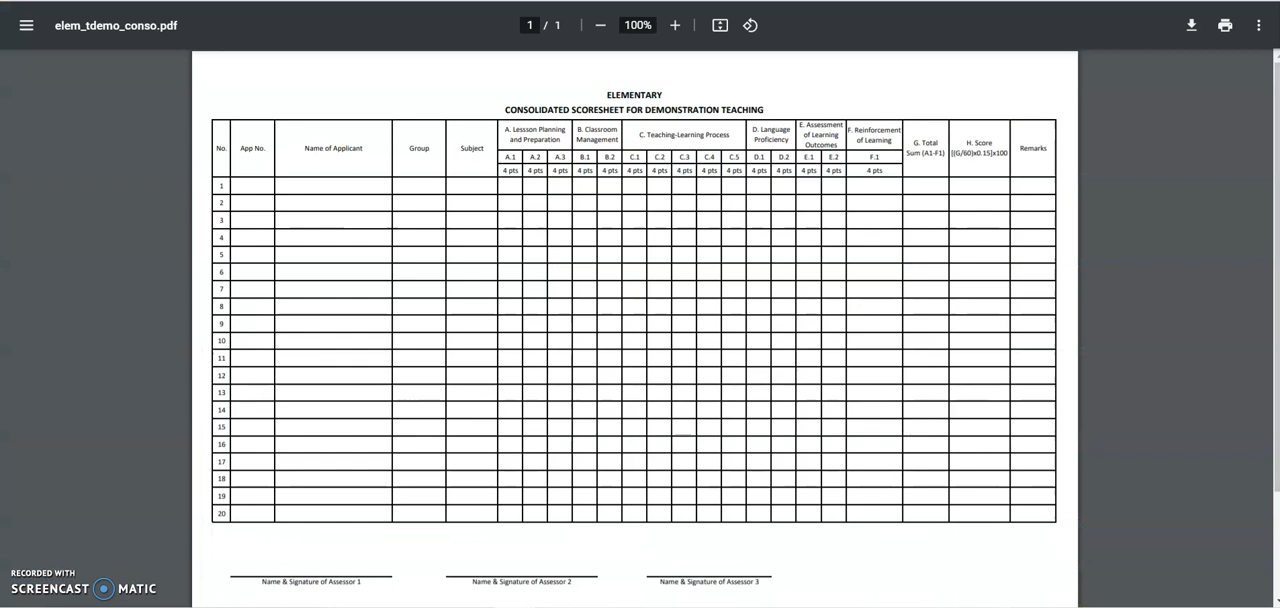 elem_tdemo_conso.pdf
1 / 1
100%
ELEMENTARY
CONSOLIDATED SCORESHEET FOR DEMONSTRATION TEACHING
No.
App No.
Name of Applicant
Group
Subject
A. Lessson Planning
and Preparation
B. Classroom
Management
C. Teaching-Learning Process
D. Language
Proficiency
E. Assessment
of Learning
Outcomes
F. Reinforcement
of Learning
G. Total
Sum (A1-F1)
H. Score
[(G/60)x0.15]x100
Remarks
A.1 A.2 A.3 B.1 B.2 C.1 C.2 C.3 C.4 C.5 D.1 D.2 E.1 E.2 F.1
4 pts 4 pts 4 pts 4 pts 4 pts 4 pts 4 pts 4 pts 4 pts 4 pts 4 pts 4 pts 4 pts 4 pts 4 pts
1
2
3
4
5
6
7
8
9
10
11
12
13
14
15
16
17
18
19
20
Name & Signature of Assessor 1
Name & Signature of Assessor 2
Name & Signature of Assessor 3
RECORDED WITH
SCREENCAST MATIC